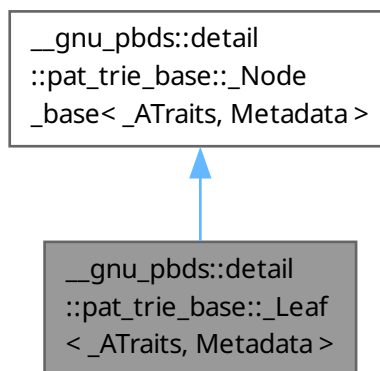 __gnu_pbds::detail
::pat_trie_base::_Node
_base< _ATraits, Metadata >
__gnu_pbds::detail
::pat_trie_base::_Leaf
< _ATraits, Metadata >